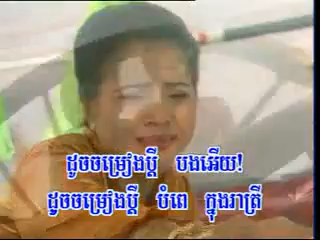 ដូចចម្រៀងប្ដី បងអើយ!
ដូចចម្រៀងប្ដី បំពេ ក្នុងរាត្រី